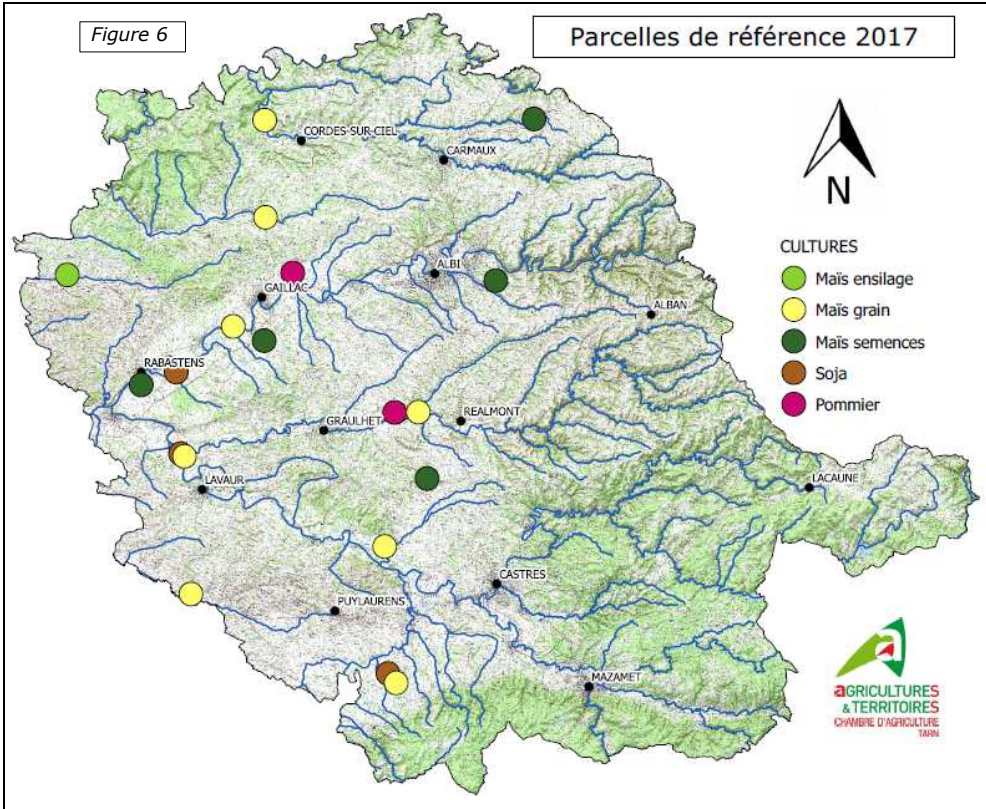 Figure 6
Parcelles de référence 2017
CORDES-SUR-CIEL
CARMAUX
N
CULTURES
Maïs ensilage
Maïs grain
Maïs semences
Soja
Pommier
ALBI
GAILLAC
ALBAN
RABASTENS
GRAULHET
REALMONT
LAVAUR
LACAUNE
CASTRES
PUYLAURENS
MAZAMET
a
AGRICULTURES
& TERRITOIRES
CHAMBRE D'AGRICULTURE
TARN